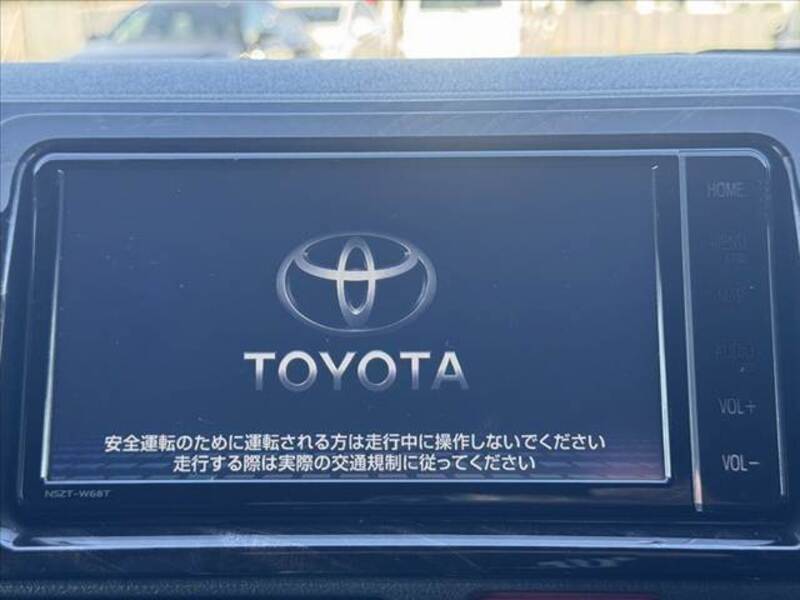 TOYOTA
安全運転のために運転される方は走行中に操作しないでください
走行する際は実際の交通規制に従ってください
NSZT-W68T
HOME
MAP
AUDIO
VOL+
VOL-